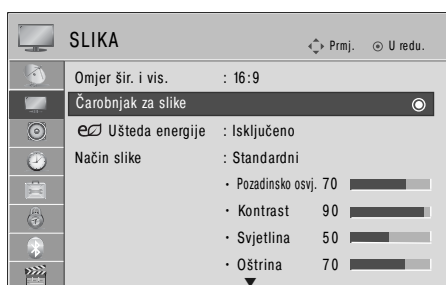 SLIKA Prmj. U redu.
Omjer šir. i vis. : 16:9
Čarobnjak za slike
Ušteda energije : Isključeno
Način slike : Standardni
• Pozadinsko osvj. 70
• Kontrast 90
• Svjetlina 50
• Oštrina 70